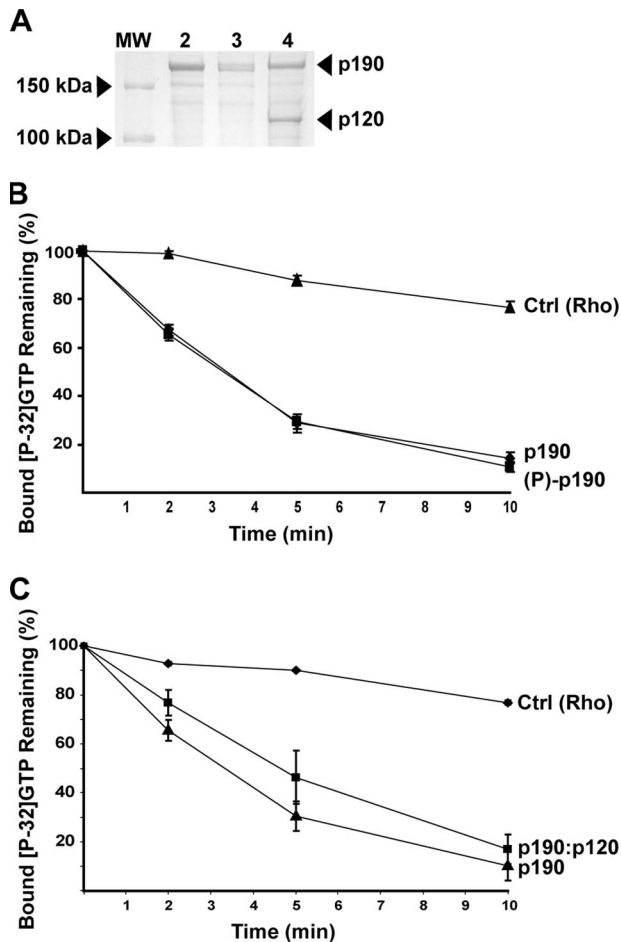 A
MW 2 3 4
150 kDa
100 kDa
p190
p120
B
Bound [P-32]GTP Remaining (%)
100
80
60
40
20
1 2 3 4 5 6 7 8 9 10
Time (min)
Ctrl (Rho)
p190
(P)-p190
C
Bound [P-32]GTP Remaining (%)
100
80
60
40
20
1 2 3 4 5 6 7 8 9 10
Time (min)
Ctrl (Rho)
p190:p120
p190